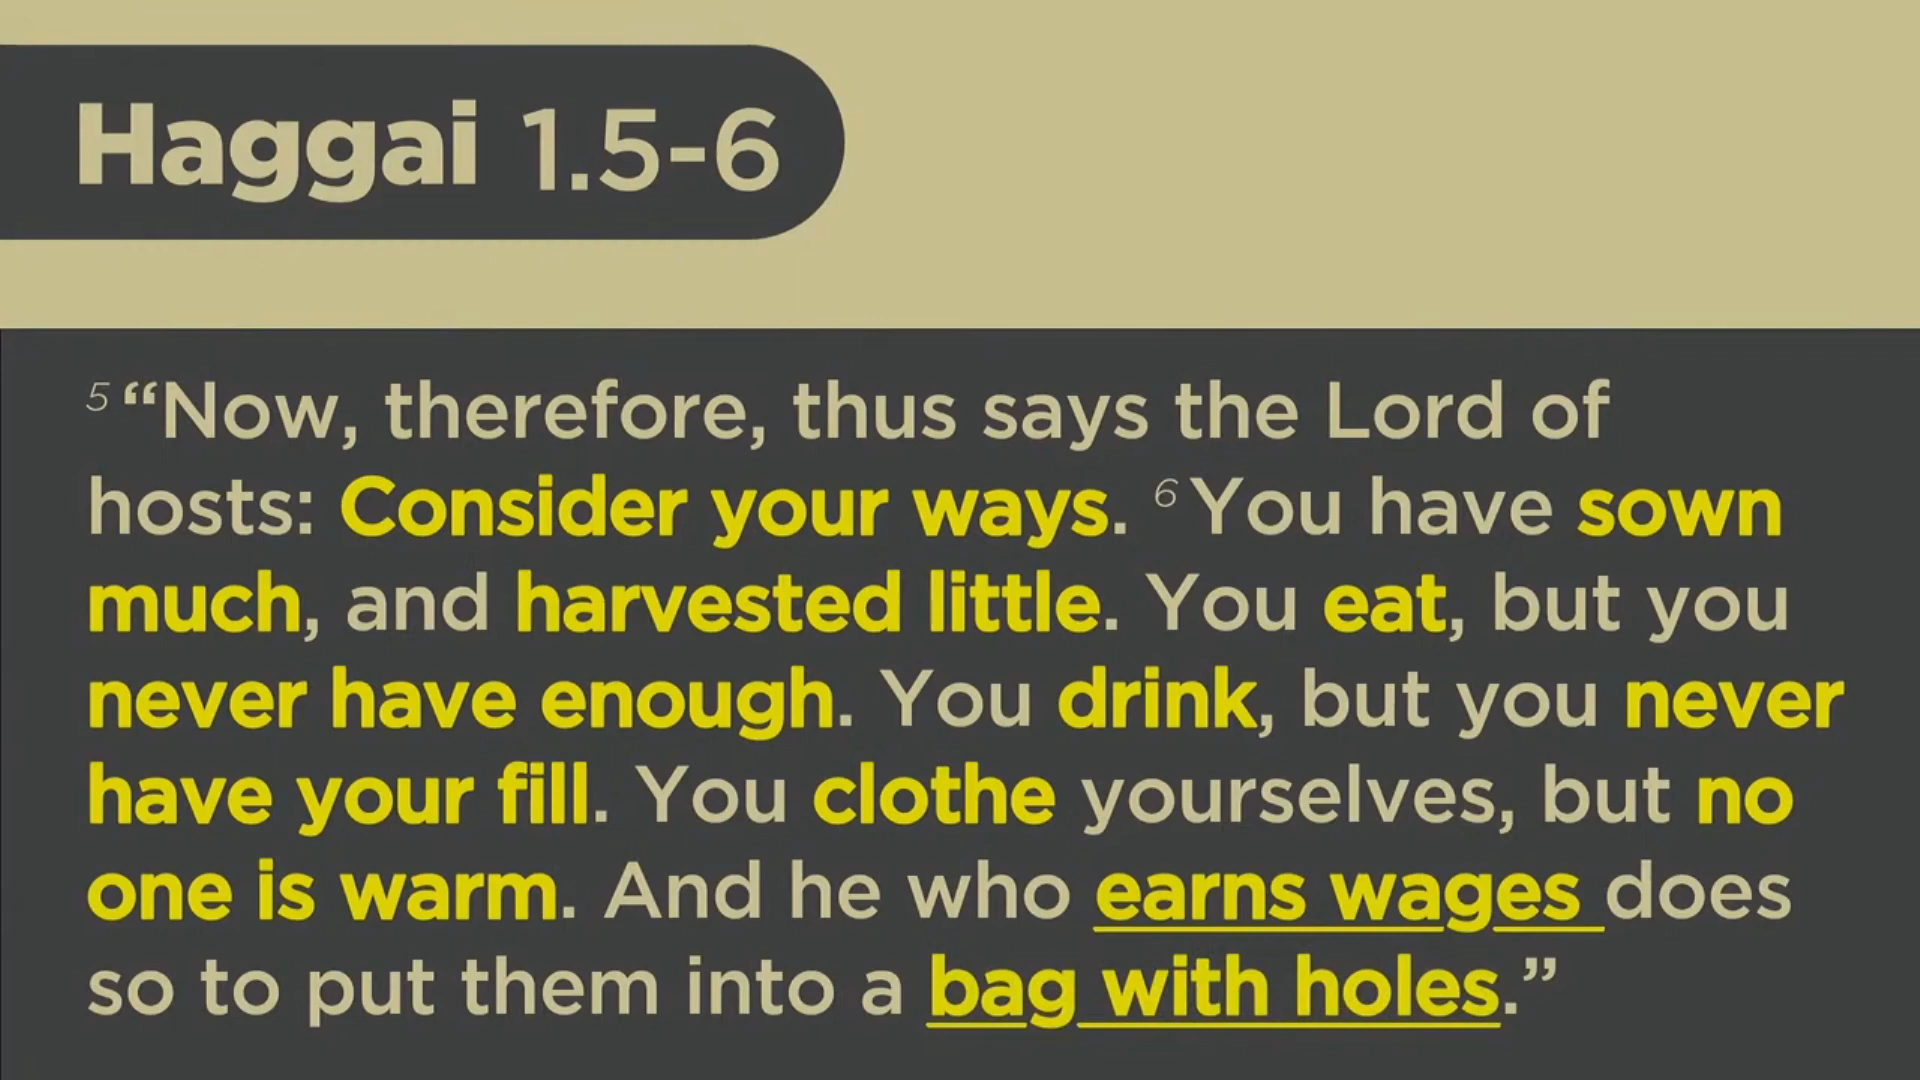 Haggai 1.5-6
5 “Now, therefore, thus says the Lord of
hosts: Consider your ways. 6 You have sown
much, and harvested little. You eat, but you
never have enough. You drink, but you never
have your fill. You clothe yourselves, but no
one is warm. And he who earns wages does
so to put them into a bag with holes.”